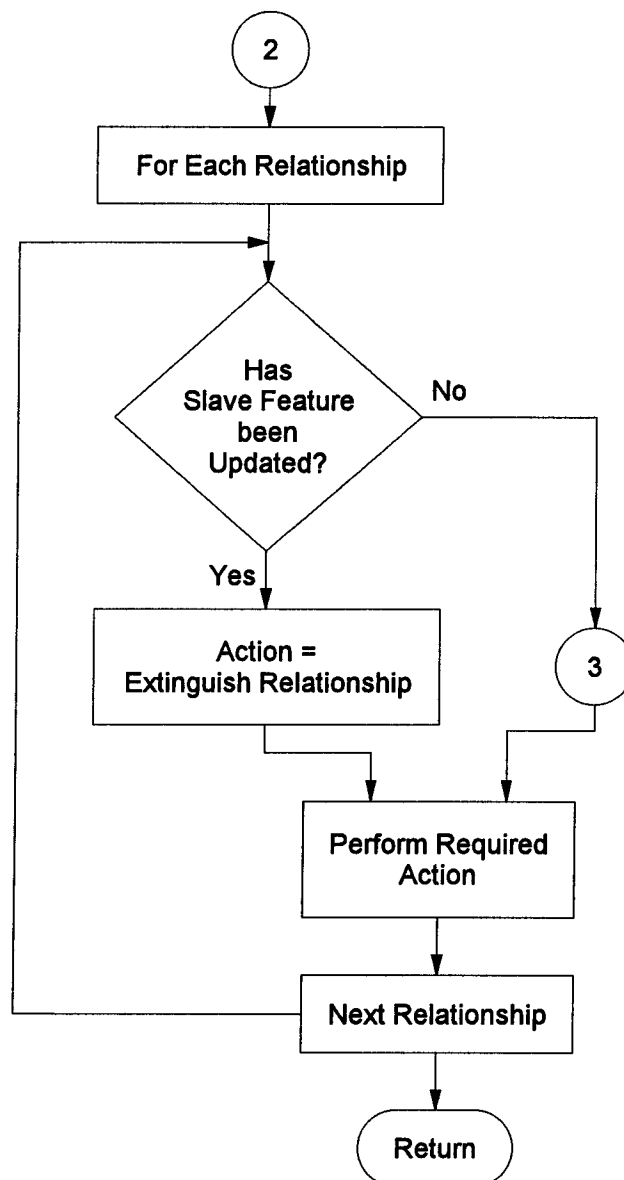 2
For Each Relationship
Has
Slave Feature
been
Updated?
No
Yes
Action =
Extinguish Relationship
3
Perform Required
Action
Next Relationship
Return